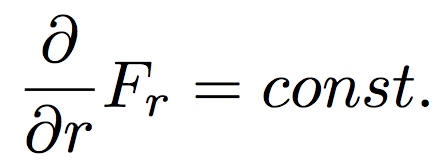 ∂/∂r F_r = const.